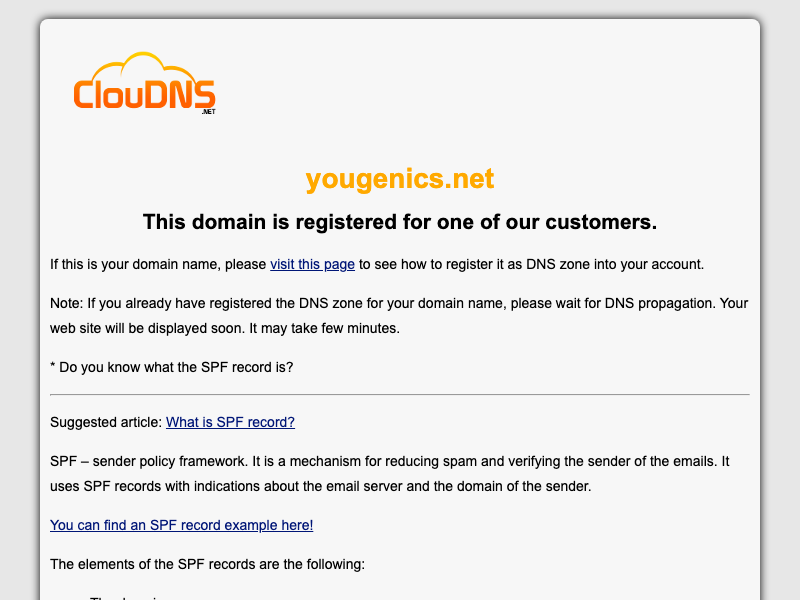 ClouDNS
.NET
yougenics.net
This domain is registered for one of our customers.
If this is your domain name, please visit this page to see how to register it as DNS zone into your account.
Note: If you already have registered the DNS zone for your domain name, please wait for DNS propagation. Your
web site will be displayed soon. It may take few minutes.
* Do you know what the SPF record is?
Suggested article: What is SPF record?
SPF – sender policy framework. It is a mechanism for reducing spam and verifying the sender of the emails. It
uses SPF records with indications about the email server and the domain of the sender.
You can find an SPF record example here!
The elements of the SPF records are the following: